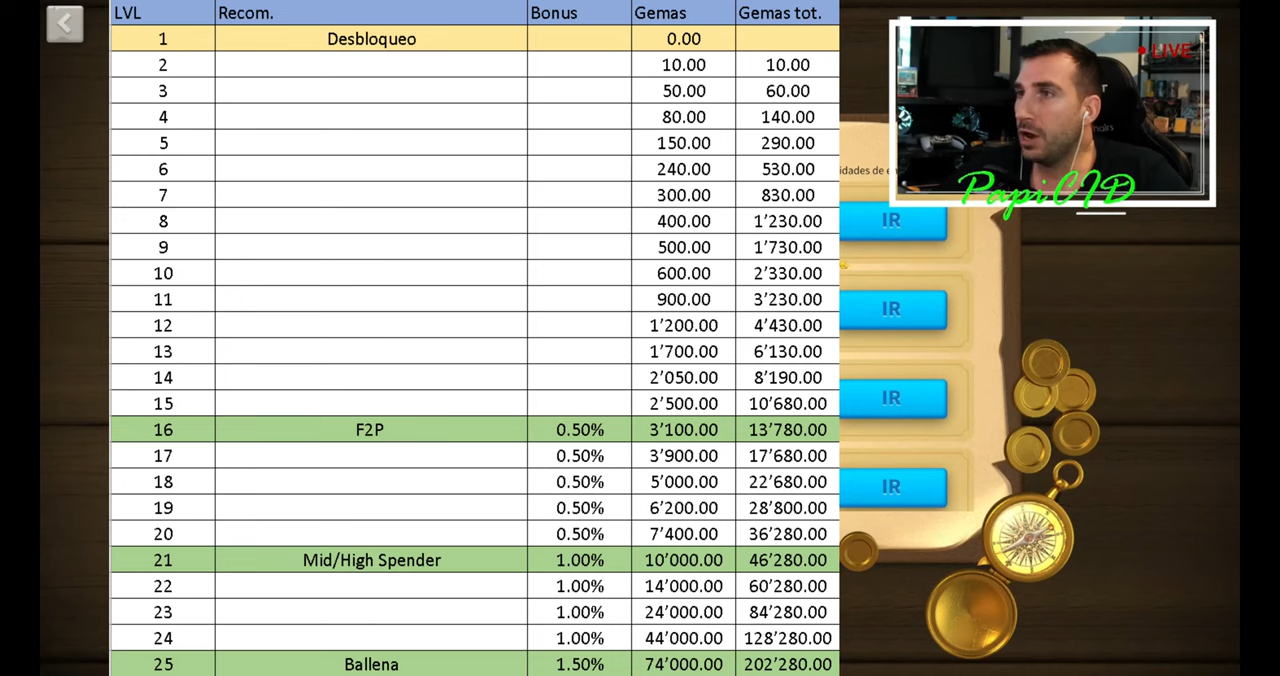 LVL Recom. Bonus Gemas Gemas tot.
1 Desbloqueo 0.00
2 10.00 10.00
3 50.00 60.00
4 80.00 140.00
5 150.00 290.00
6 240.00 530.00
7 300.00 830.00
8 400.00 1’230.00
9 500.00 1’730.00
10 600.00 2’330.00
11 900.00 3’230.00
12 1’200.00 4’430.00
13 1’700.00 6’130.00
14 2’050.00 8’190.00
15 2’500.00 10’680.00
16 F2P 0.50% 3’100.00 13’780.00
17 0.50% 3’900.00 17’680.00
18 0.50% 5’000.00 22’680.00
19 0.50% 6’200.00 28’800.00
20 0.50% 7’400.00 36’280.00
21 Mid/High Spender 1.00% 10’000.00 46’280.00
22 1.00% 14’000.00 60’280.00
23 1.00% 24’000.00 84’280.00
24 1.00% 44’000.00 128’280.00
25 Ballena 1.50% 74’000.00 202’280.00
LIVE
PapiCID
idades de
IR
IR
IR
IR